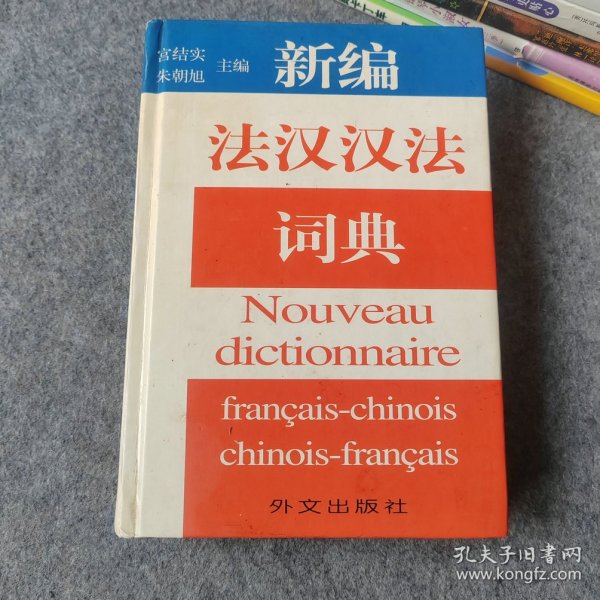 宫结实
朱朝旭
主编
新编
法汉汉法
词典
Nouveau
dictionnaire
français-chinois
chinois-français
外文出版社
孔夫子旧书网
www.kongfz.com